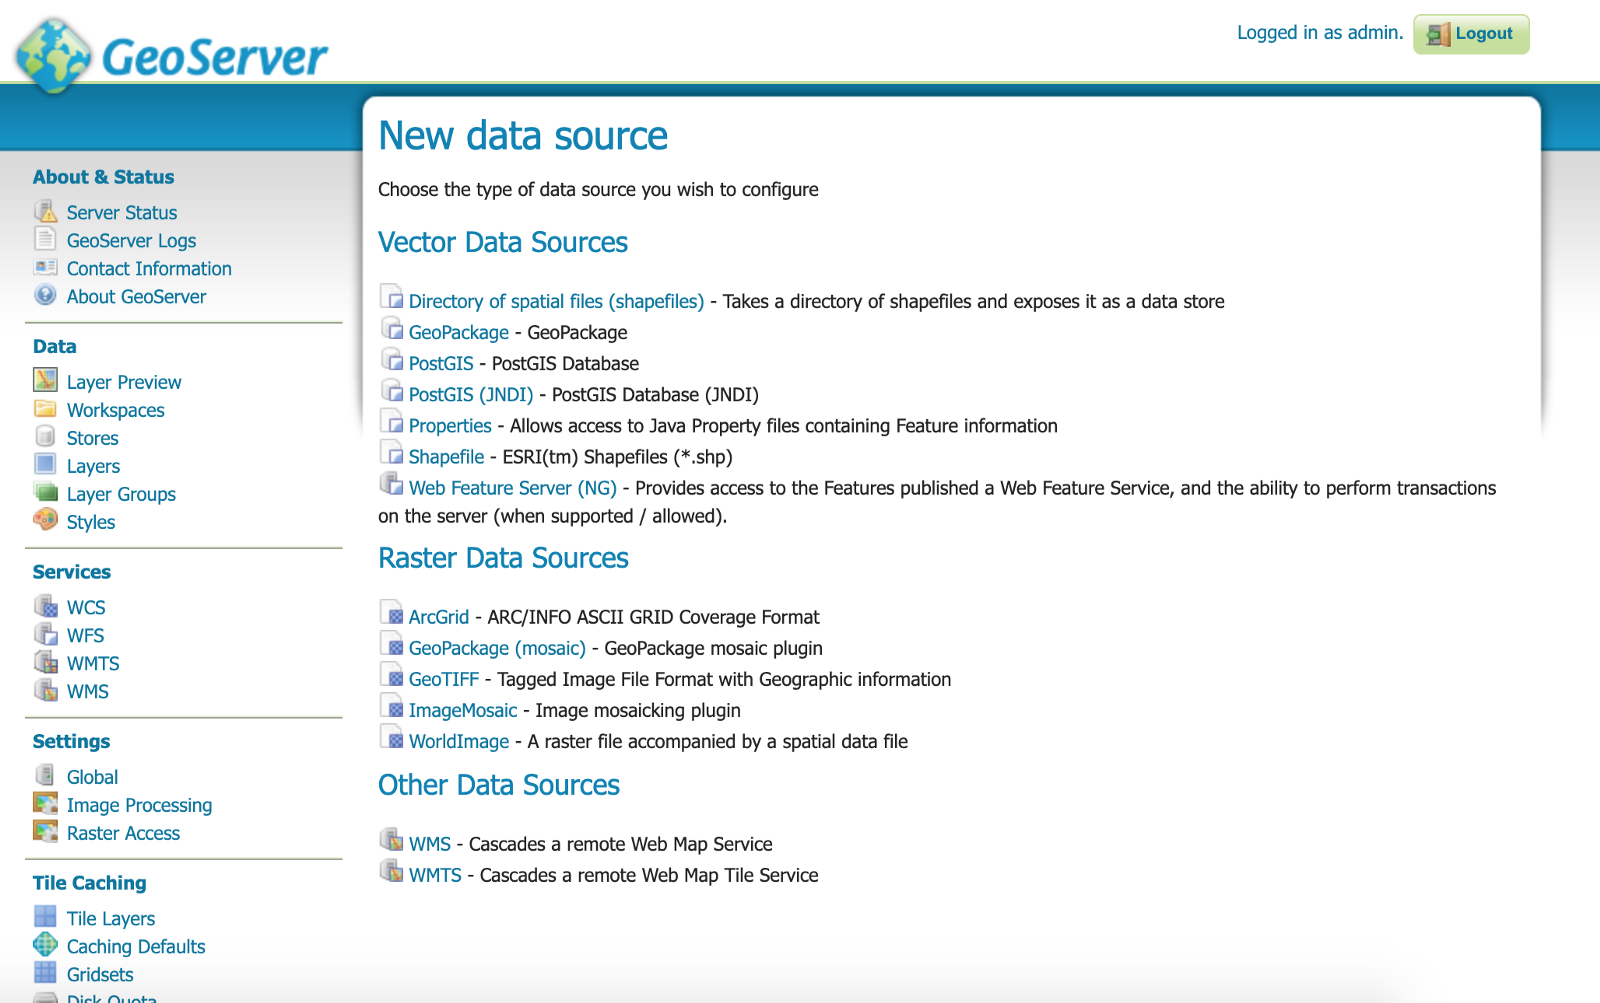 GeoServer
Logged in as admin.
Logout
New data source
Choose the type of data source you wish to configure
Vector Data Sources
Directory of spatial files (shapefiles) - Takes a directory of shapefiles and exposes it as a data store
GeoPackage - GeoPackage
PostGIS - PostGIS Database
PostGIS (JNDI) - PostGIS Database (JNDI)
Properties - Allows access to Java Property files containing Feature information
Shapefile - ESRI(tm) Shapefiles (*.shp)
Web Feature Server (NG) - Provides access to the Features published a Web Feature Service, and the ability to perform transactions
on the server (when supported / allowed).
Raster Data Sources
ArcGrid - ARC/INFO ASCII GRID Coverage Format
GeoPackage (mosaic) - GeoPackage mosaic plugin
GeoTIFF - Tagged Image File Format with Geographic information
ImageMosaic - Image mosaicking plugin
WorldImage - A raster file accompanied by a spatial data file
Other Data Sources
WMS - Cascades a remote Web Map Service
WMTS - Cascades a remote Web Map Tile Service
About & Status
Server Status
GeoServer Logs
Contact Information
About GeoServer
Data
Layer Preview
Workspaces
Stores
Layers
Layer Groups
Styles
Services
WCS
WFS
WMTS
WMS
Settings
Global
Image Processing
Raster Access
Tile Caching
Tile Layers
Caching Defaults
Gridsets
Disk Quota